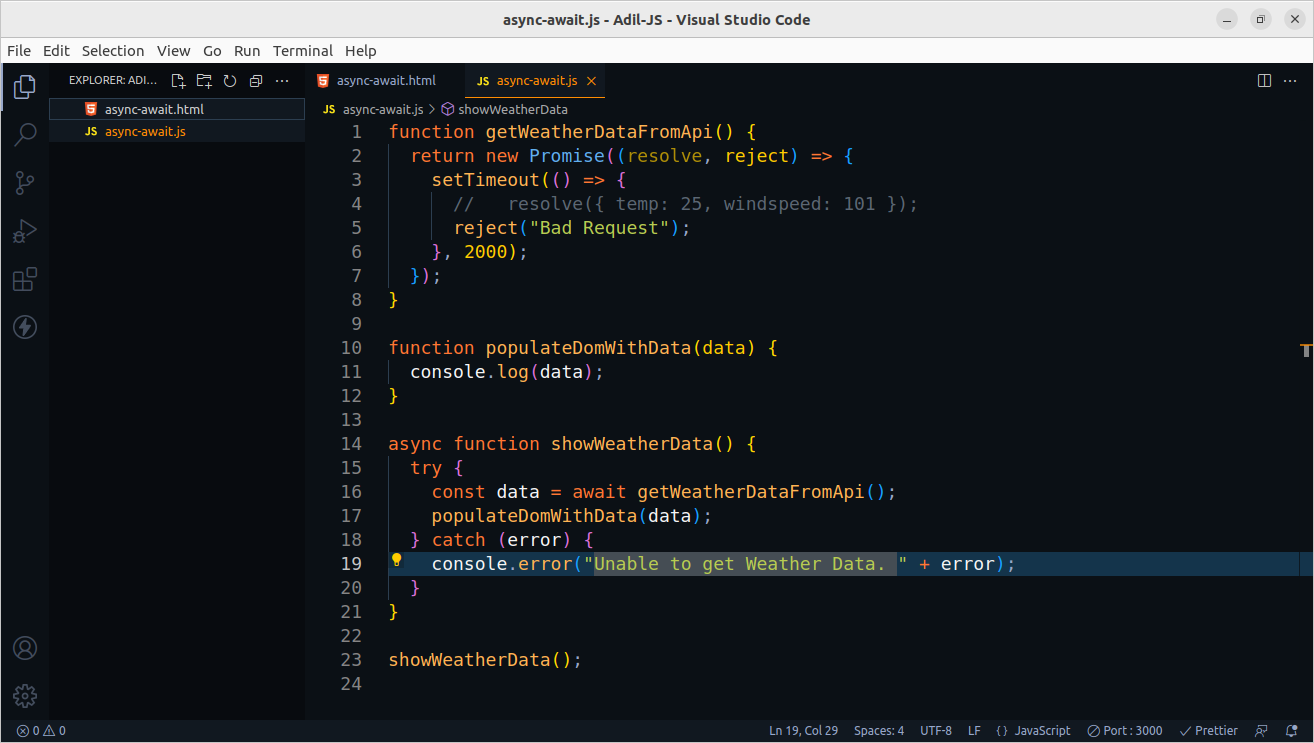 async-await.js - Adil-JS - Visual Studio Code
File Edit Selection View Go Run Terminal Help
EXPLORER: ADI...
async-await.html
JS async-await.js
async-await.html
JS async-await.js
JS async-await.js > showWeatherData
1 function getWeatherDataFromApi() {
2   return new Promise((resolve, reject) => {
3     setTimeout(() => {
4       //   resolve({ temp: 25, windspeed: 101 });
5       reject("Bad Request");
6     }, 2000);
7   });
8 }
9
10 function populateDomWithData(data) {
11   console.log(data);
12 }
13
14 async function showWeatherData() {
15   try {
16     const data = await getWeatherDataFromApi();
17     populateDomWithData(data);
18   } catch (error) {
19     console.error("Unable to get Weather Data. " + error);
20   }
21 }
22
23 showWeatherData();
24
0 0 Ln 19, Col 29 Spaces: 4 UTF-8 LF {} JavaScript Port : 3000 Prettier